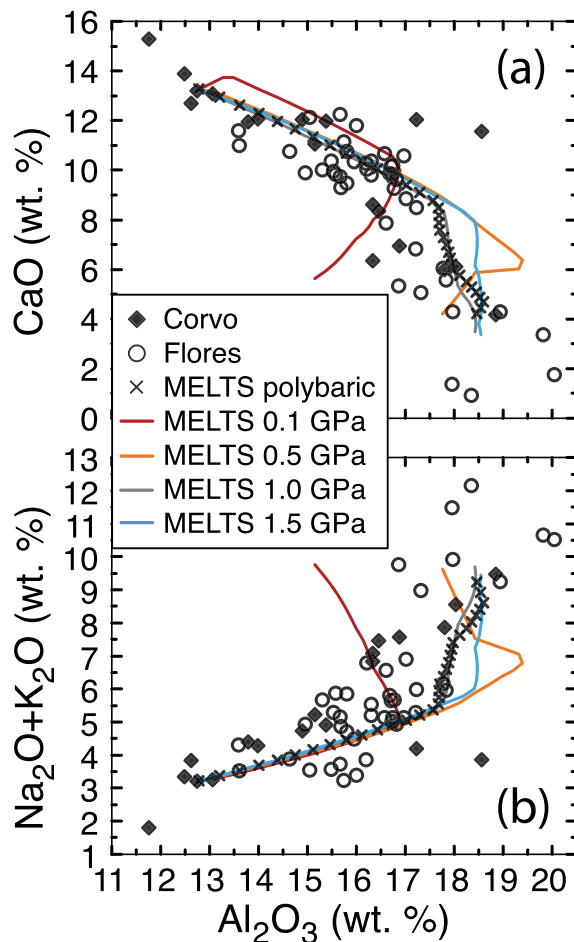 (a)
CaO (wt. %)
16
14
12
10
8
6
4
2
0
Corvo
Flores
MELTS polybaric
MELTS 0.1 GPa
MELTS 0.5 GPa
MELTS 1.0 GPa
MELTS 1.5 GPa
(b)
Na₂O+K₂O (wt. %)
13
12
11
10
9
8
7
6
5
4
3
2
1
11 12 13 14 15 16 17 18 19 20
Al₂O₃ (wt. %)